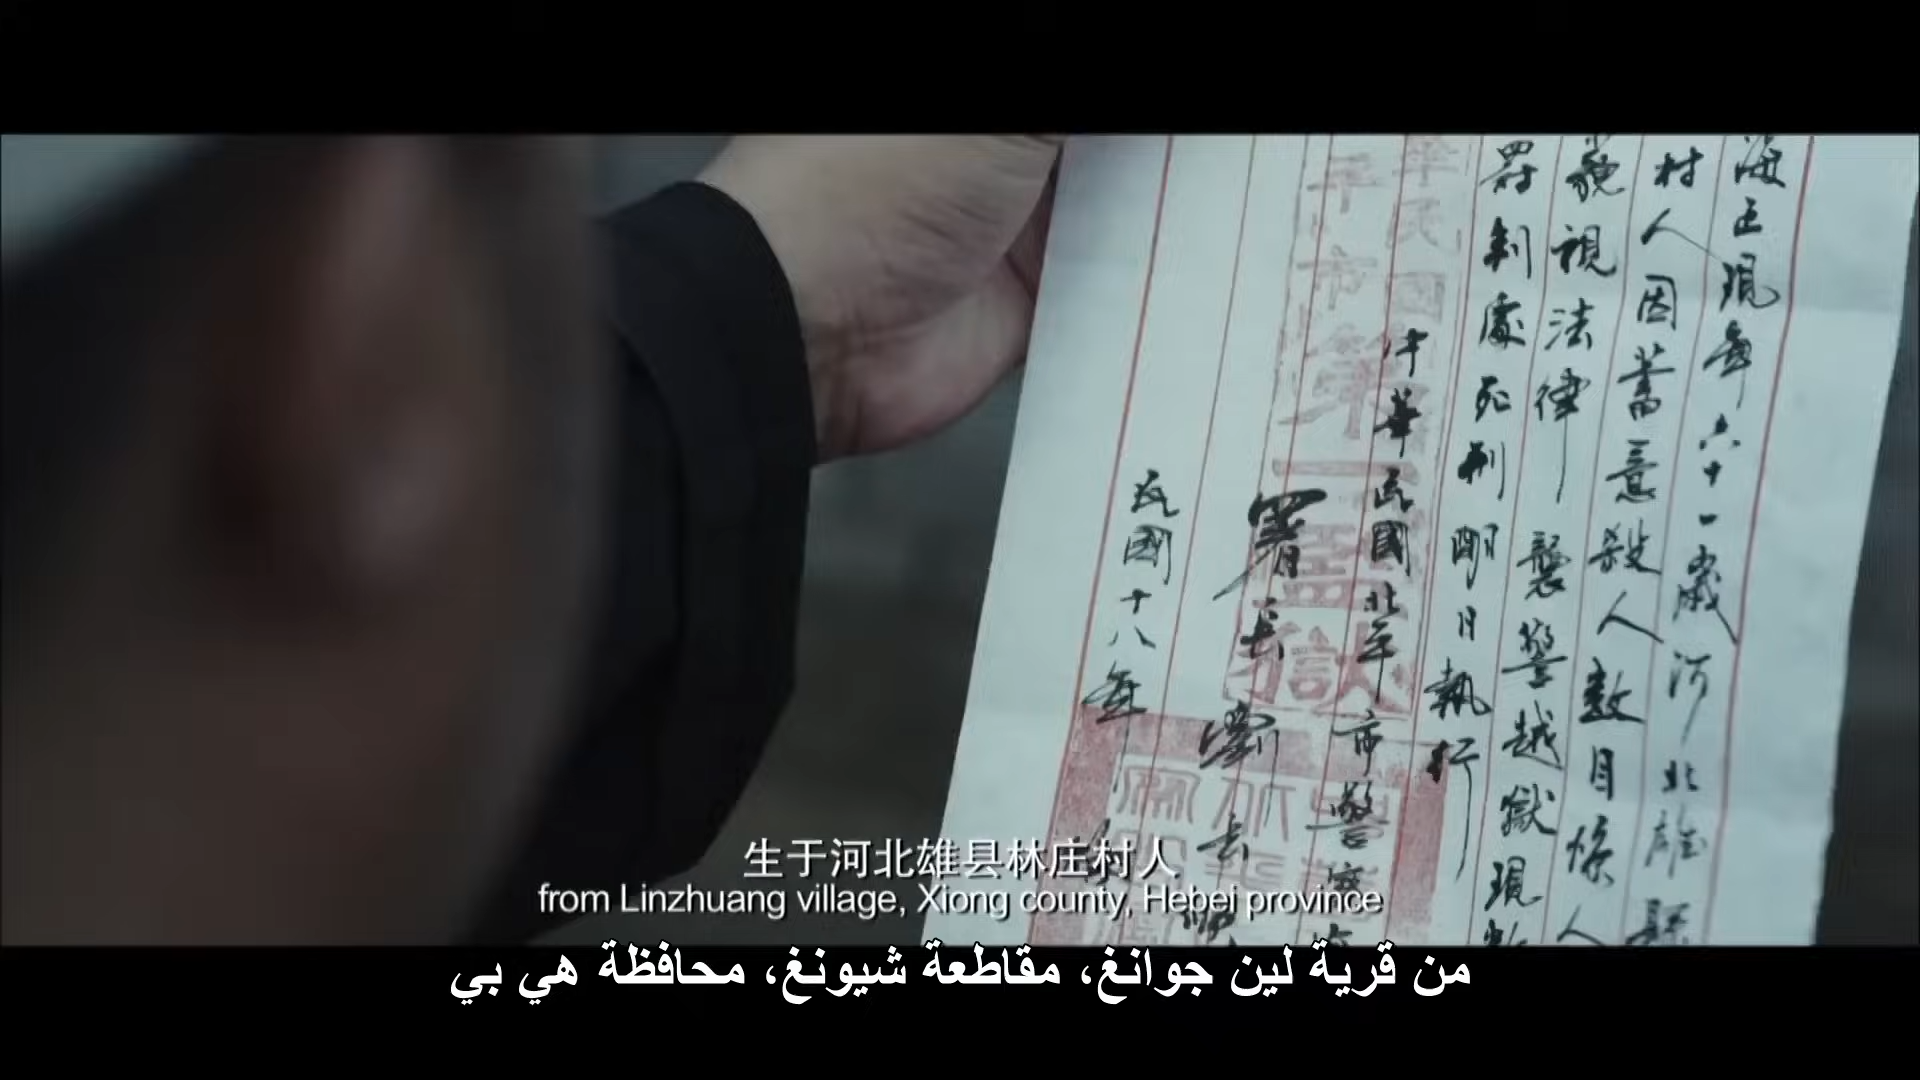 海正現年六十一歲河北雄縣
村人因蓄意殺人數目條人
藐視法律襲警越獄現
罪判處死刑明日執行
中華民國北平市警察
署長劉
民國十八年
生于河北雄县林庄村人
from Linzhuang village, Xiong county, Hebei province
من قرية لين جوانغ، مقاطعة شيونغ، محافظة هي بي